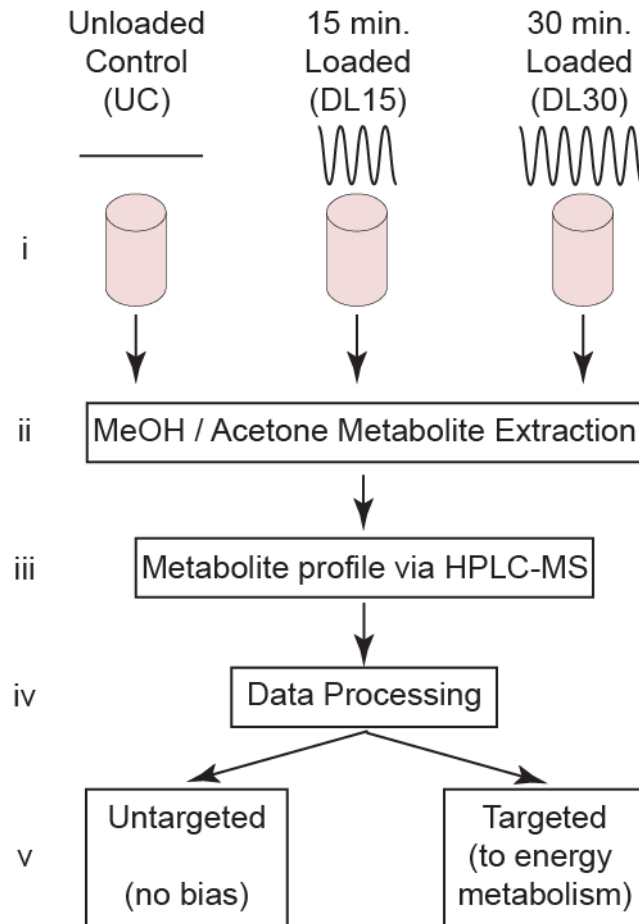 Unloaded
Control
(UC)
15 min.
Loaded
(DL15)
30 min.
Loaded
(DL30)
i
ii
MeOH / Acetone Metabolite Extraction
iii
Metabolite profile via HPLC-MS
iv
Data Processing
v
Untargeted
(no bias)
Targeted
(to energy
metabolism)